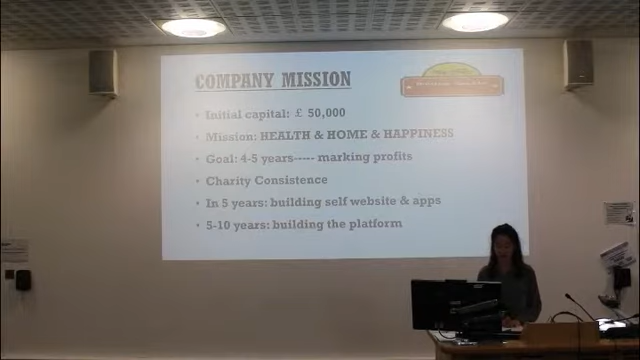 COMPANY MISSION
• Initial capital: £ 50,000
• Mission: HEALTH & HOME & HAPPINESS
• Goal: 4-5 years----- marking profits
• Charity Consistence
• In 5 years: building self website & apps
• 5-10 years: building the platform